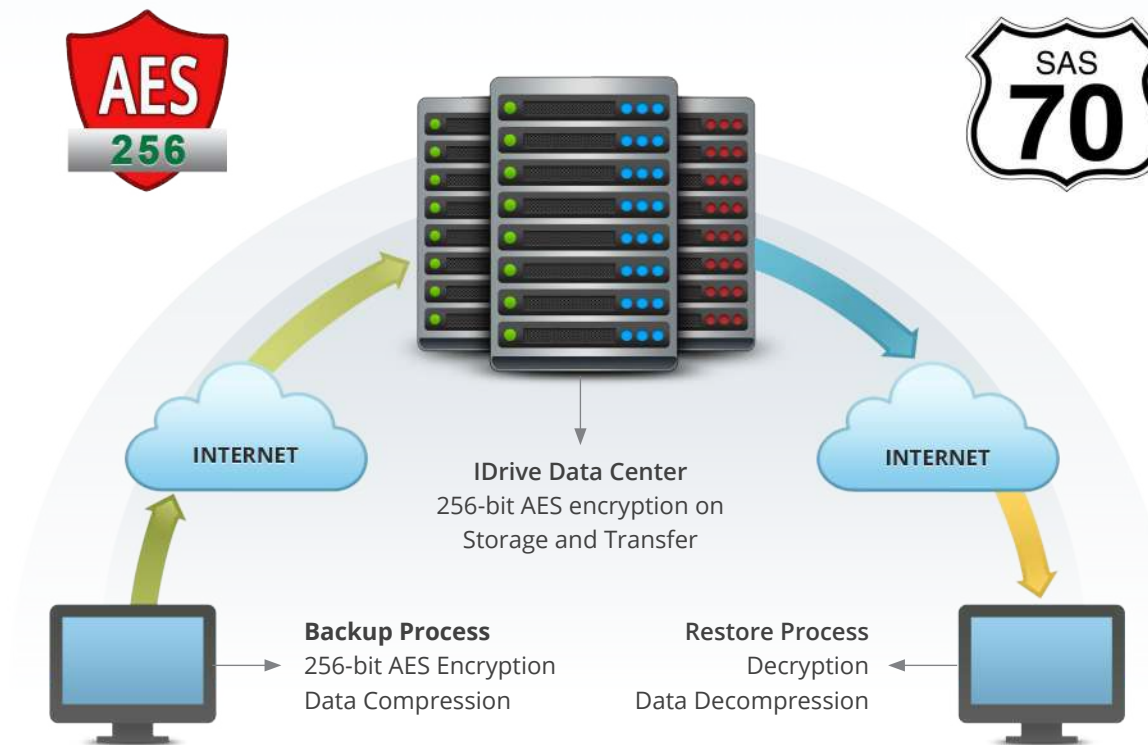 AES
256
SAS
70
INTERNET
INTERNET
IDrive Data Center
256-bit AES encryption on
Storage and Transfer
Backup Process
256-bit AES Encryption
Data Compression
Restore Process
Decryption
Data Decompression